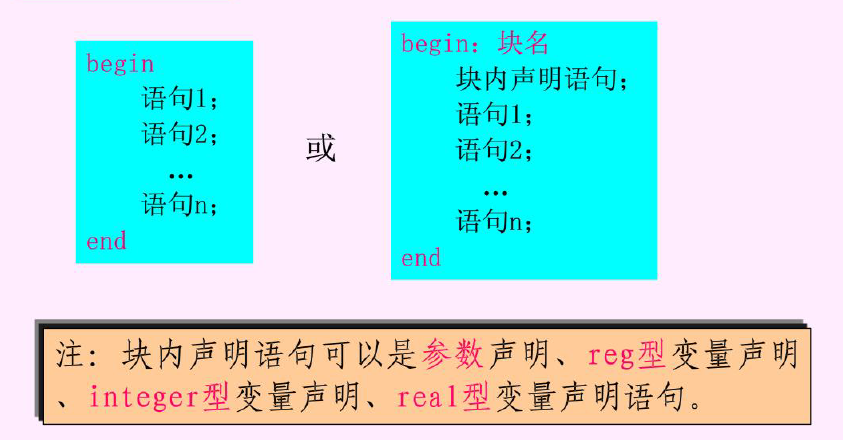 begin
语句1;
语句2;
…
语句n;
end
或
begin: 块名
块内声明语句;
语句1;
语句2;
…
语句n;
end
注: 块内声明语句可以是参数声明、reg型变量声明
、integer型变量声明、real型变量声明语句。